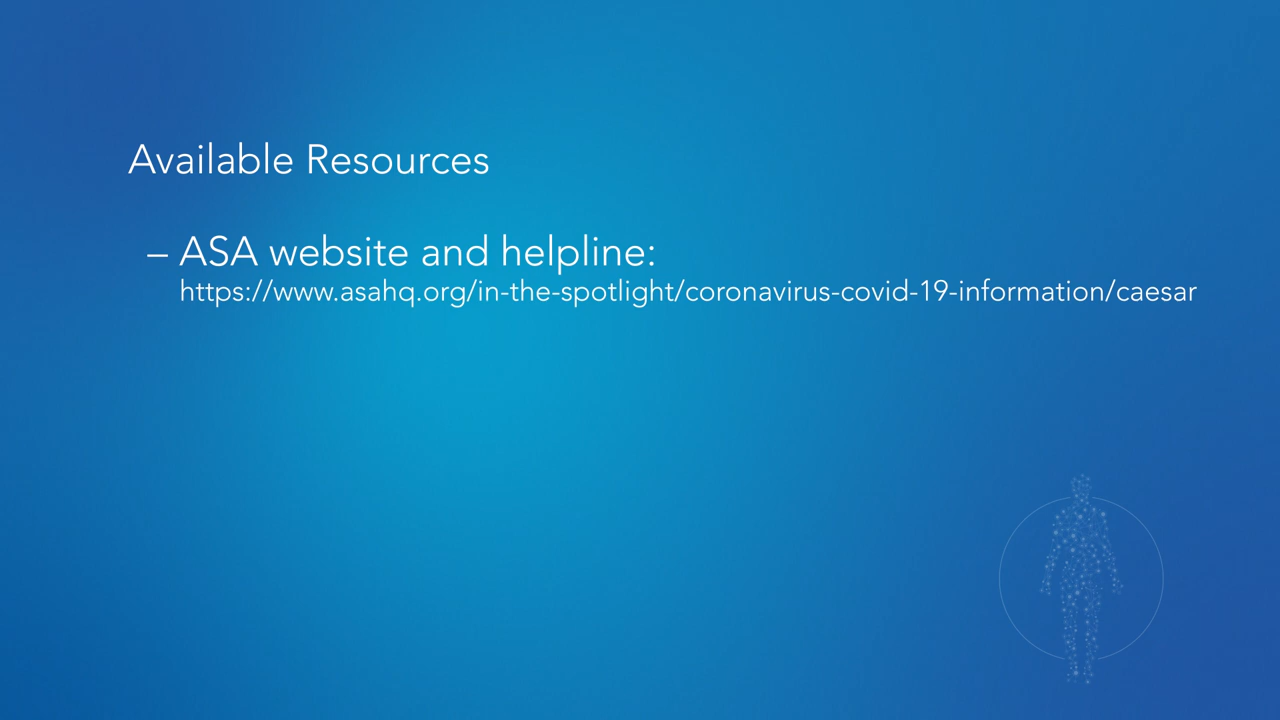 Available Resources
– ASA website and helpline:
https://www.asahq.org/in-the-spotlight/coronavirus-covid-19-information/caesar